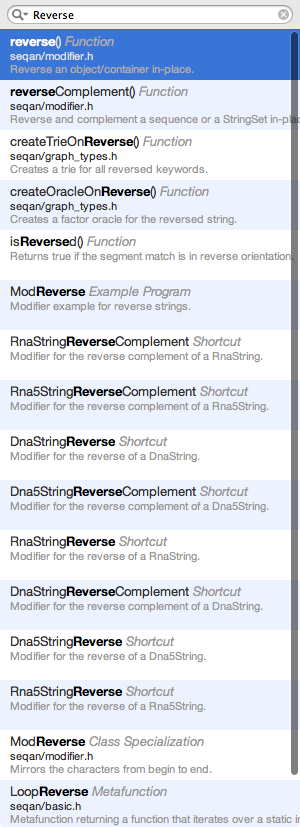 Reverse
reverse() Function
seqan/modifier.h
Reverse an object/container in-place.
reverseComplement() Function
seqan/modifier.h
Reverse and complement a sequence or a StringSet in-plac
createTrieOnReverse() Function
seqan/graph_types.h
Creates a trie for all reversed keywords.
createOracleOnReverse() Function
seqan/graph_types.h
Creates a factor oracle for the reversed string.
isReversed() Function
Returns true if the segment match is in reverse orientation.
ModReverse Example Program
Modifier example for reverse strings.
RnaStringReverseComplement Shortcut
Modifier for the reverse complement of a RnaString.
Rna5StringReverseComplement Shortcut
Modifier for the reverse complement of a Rna5String.
DnaStringReverse Shortcut
Modifier for the reverse of a DnaString.
Dna5StringReverseComplement Shortcut
Modifier for the reverse complement of a Dna5String.
RnaStringReverse Shortcut
Modifier for the reverse of a RnaString.
DnaStringReverseComplement Shortcut
Modifier for the reverse complement of a DnaString.
Dna5StringReverse Shortcut
Modifier for the reverse of a Dna5String.
Rna5StringReverse Shortcut
Modifier for the reverse of a Rna5String.
ModReverse Class Specialization
seqan/modifier.h
Mirrors the characters from begin to end.
LoopReverse Metafunction
seqan/basic.h
Metafunction returning a function that iterates over a static in